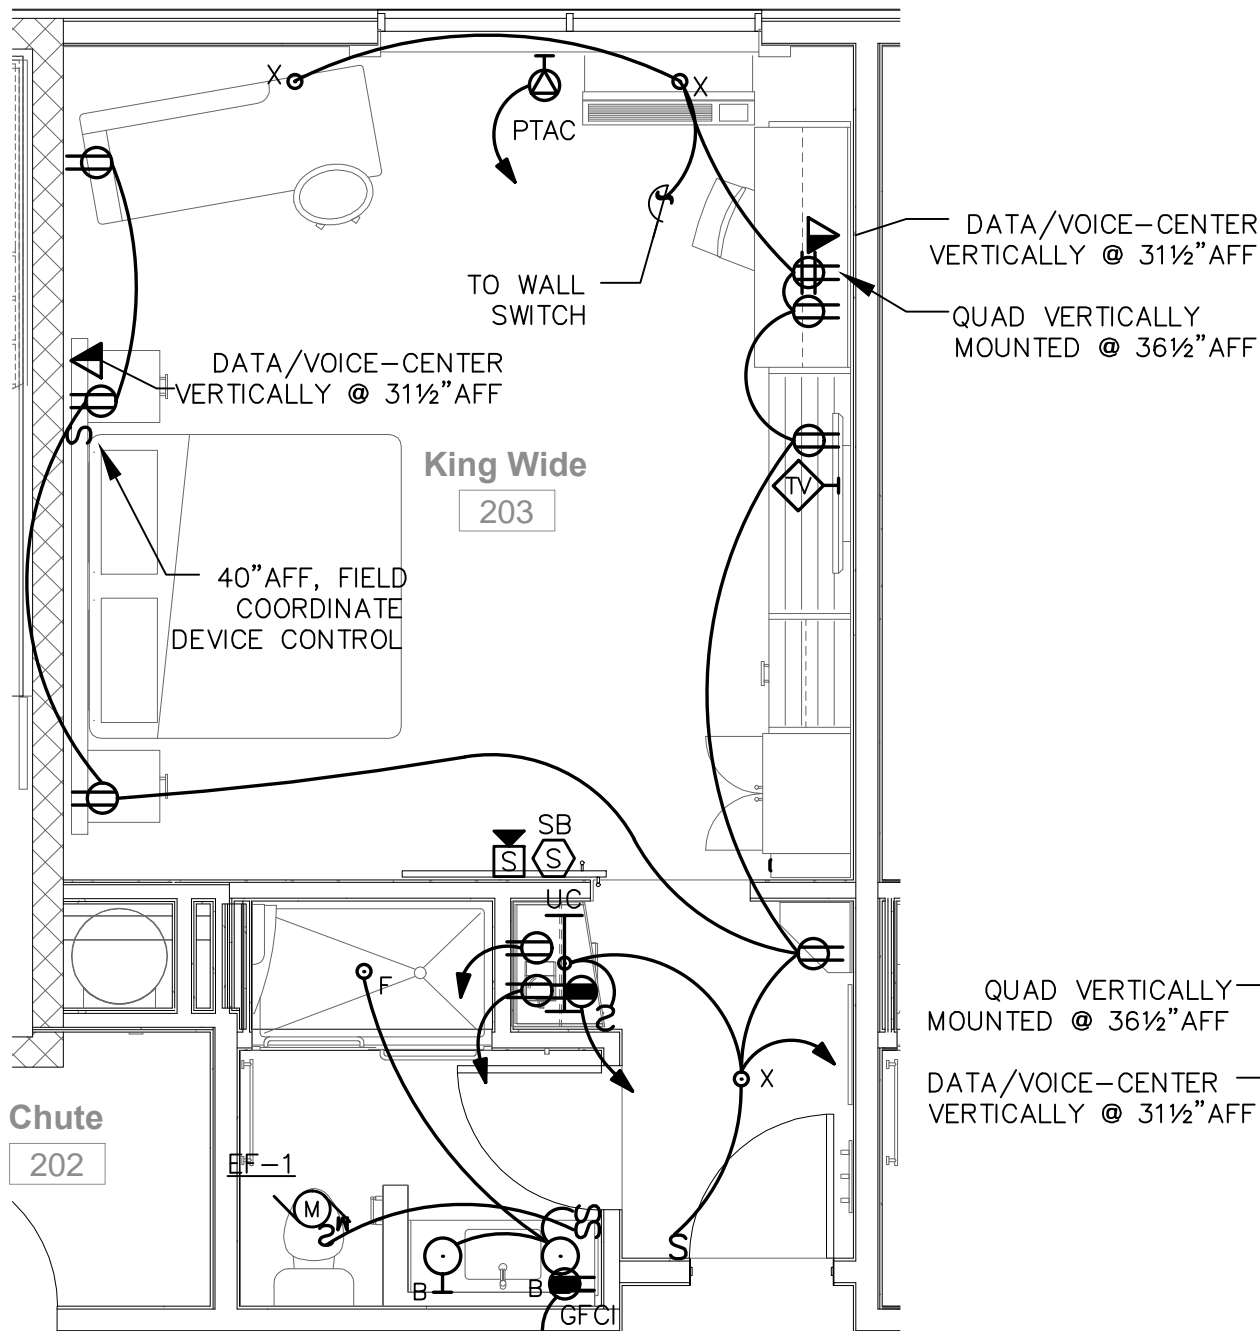 X
X
PTAC
DATA/VOICE-CENTER
VERTICALLY @ 31½"AFF
TO WALL
SWITCH
QUAD VERTICALLY
MOUNTED @ 36½"AFF
DATA/VOICE-CENTER
VERTICALLY @ 31½"AFF
S
King Wide
203
TV
40"AFF, FIELD
COORDINATE
DEVICE CONTROL
SB
S
S
UC
F
S
QUAD VERTICALLY
MOUNTED @ 36½"AFF
X
DATA/VOICE-CENTER
VERTICALLY @ 31½"AFF
Chute
202
EF-1
M
S
M
S
S
S
B
B
GFCI